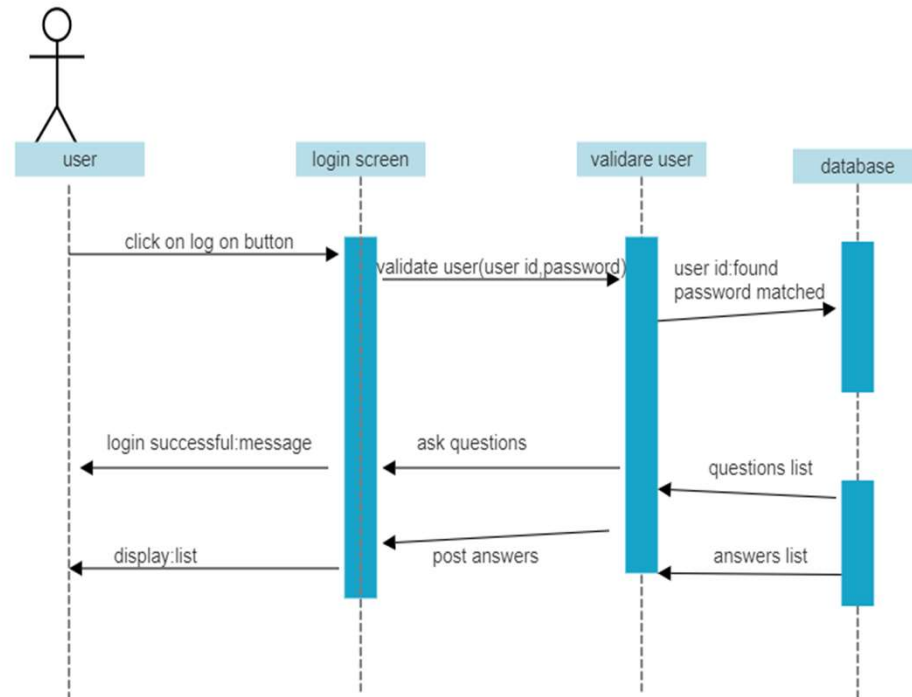 user
login screen
validare user
database
click on log on button
validate user(user id,password)
user id:found
password matched
login successful:message
ask questions
questions list
display:list
post answers
answers list